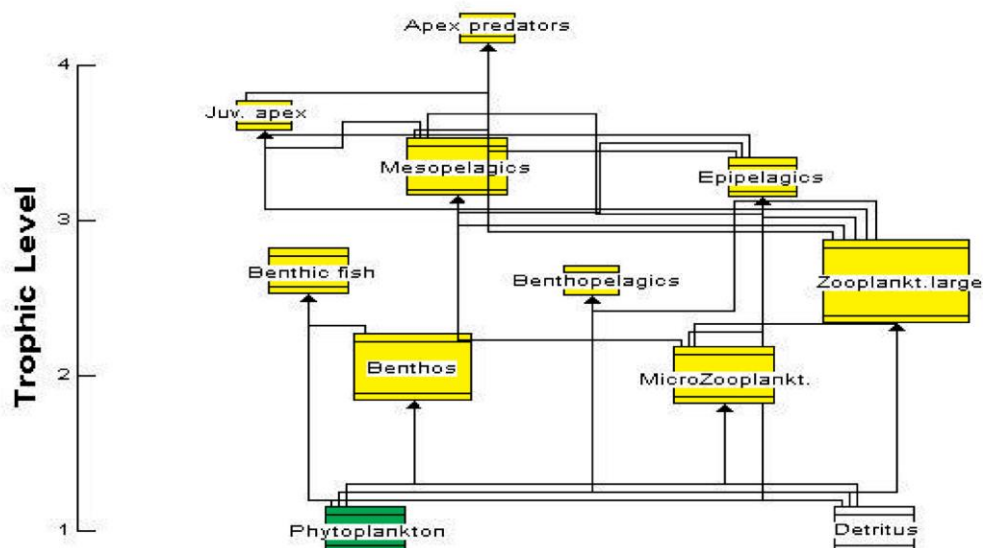 Apex predators
4
Juv. apex
Mesopelagics
Epipelagics
3
Trophic Level
Benthic fish
Benthopelagics
Zooplankt.large
2
Benthos
MicroZooplankt.
1
Phytoplankton
Detritus